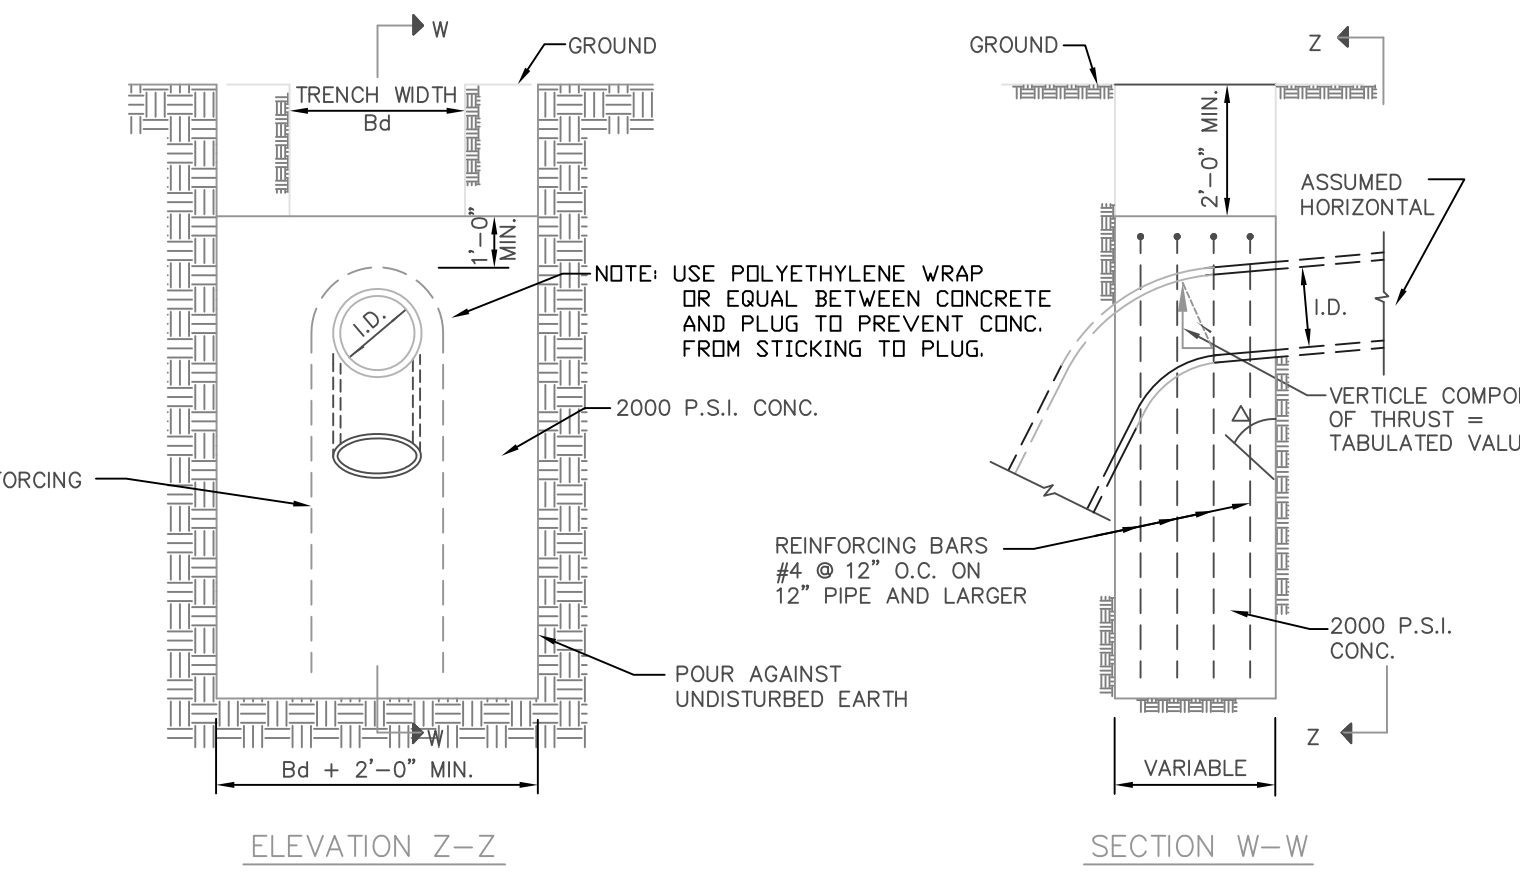 W
GROUND
TRENCH WIDTH
Bd
1'-0"
MIN.
NOTE: USE POLYETHYLENE WRAP
OR EQUAL BETWEEN CONCRETE
AND PLUG TO PREVENT CONC.
FROM STICKING TO PLUG.
I.D.
2000 P.S.I. CONC.
FORCING
POUR AGAINST
UNDISTURBED EARTH
W
Bd + 2'-0" MIN.
ELEVATION Z-Z
Z
GROUND
2'-0" MIN.
ASSUMED
HORIZONTAL
I.D.
VERTICLE COMPO
OF THRUST =
TABULATED VALU
Δ
REINFORCING BARS
#4 @ 12" O.C. ON
12" PIPE AND LARGER
2000 P.S.I.
CONC.
Z
VARIABLE
SECTION W-W